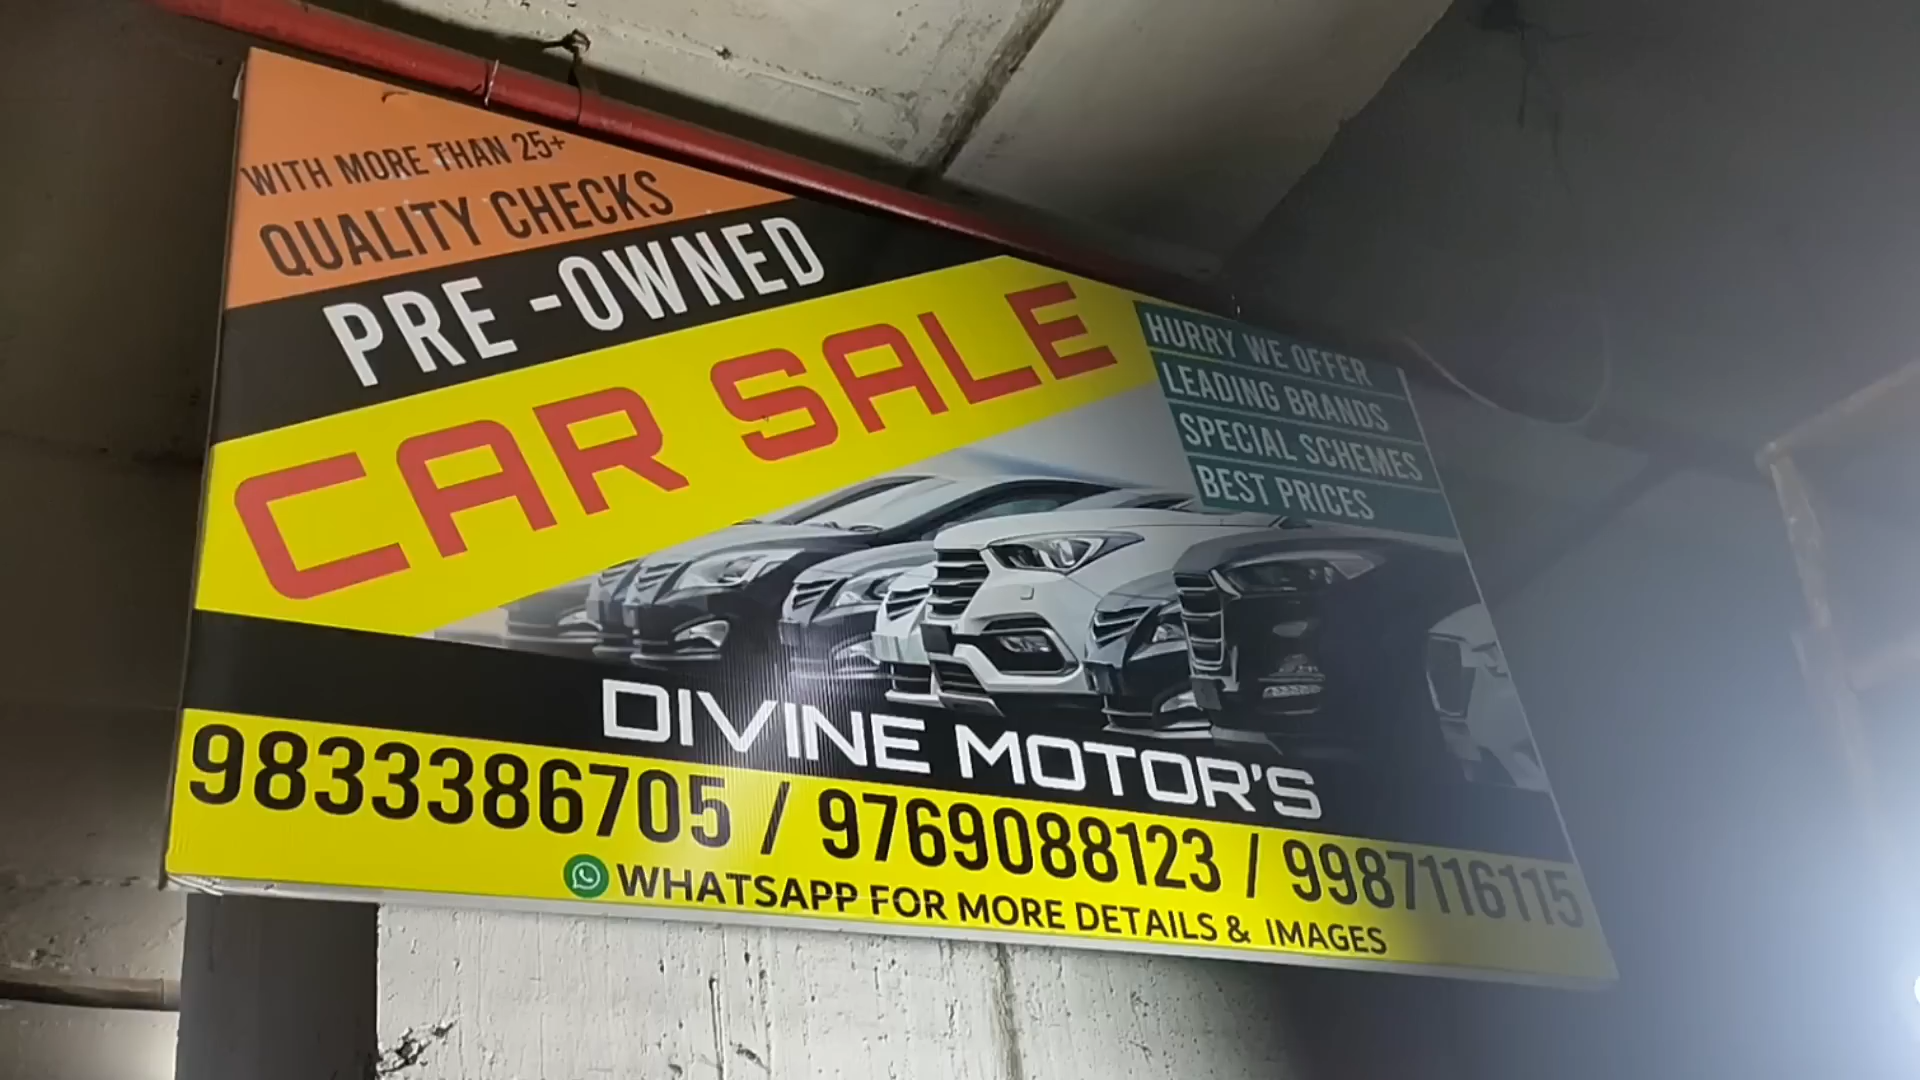 WITH MORE THAN 25+
QUALITY CHECKS
PRE -OWNED
CAR SALE
HURRY WE OFFER
LEADING BRANDS
SPECIAL SCHEMES
BEST PRICES
DIVINE MOTOR'S
9833386705 / 9769088123 / 9987116115
WHATSAPP FOR MORE DETAILS & IMAGES